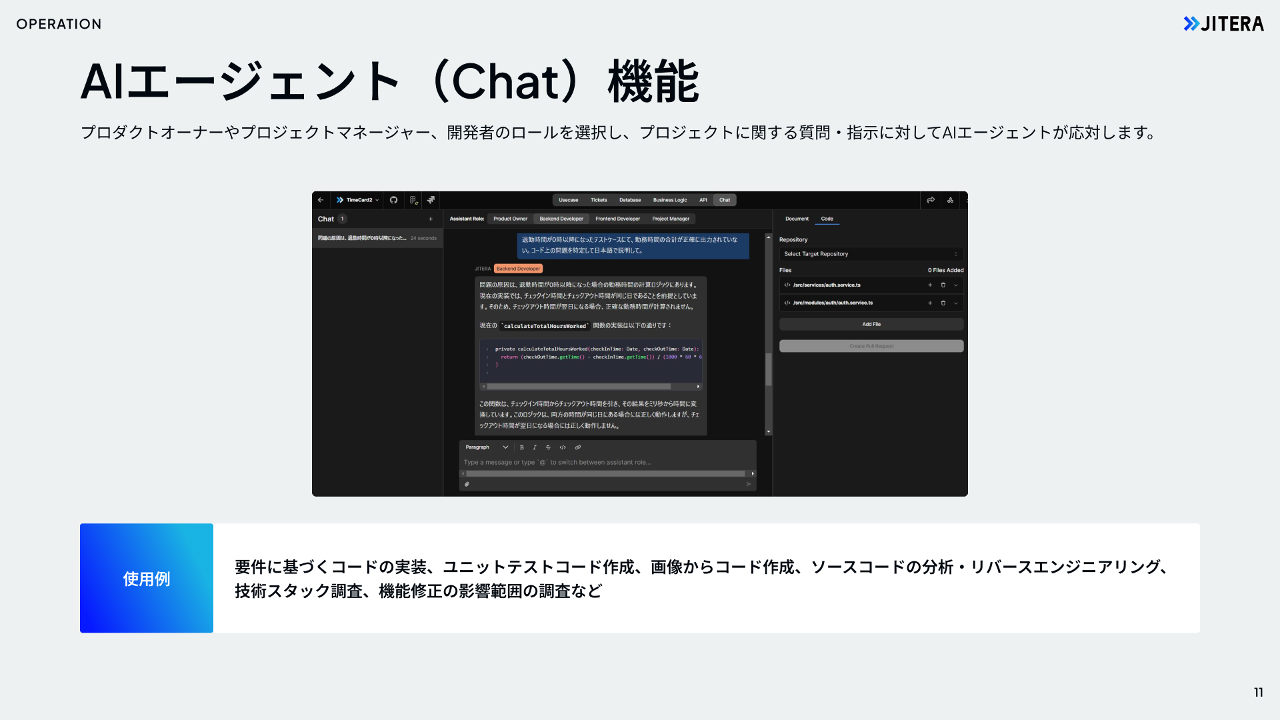 OPERATION
JITERA
AIエージェント（Chat）機能
プロダクトオーナーやプロジェクトマネージャー、開発者のロールを選択し、プロジェクトに関する質問・指示に対してAIエージェントが応対します。
TimeCard2
Usecase Tickets Database Business Logic API Chat
Chat 1 +
Assistant Role: Product Owner Backend Developer Frontend Developer Project Manager
問題の原因は、退勤時間が0時以降になった... 24 seconds
退勤時間が0時以降になったテストケースにて、勤務時間の合計が正確に出力されていな
い。コード上の問題を特定して日本語で説明して。
JITERA Backend Developer
問題の原因は、退勤時間が0時以降になった場合の勤務時間の計算ロジックにあります。
現在の実装では、チェックイン時間とチェックアウト時間が同じ日であることを前提としていま
す。そのため、チェックアウト時間が翌日になる場合、正確な勤務時間が計算されません。
現在の `calculateTotalHoursWorked` 関数の実装は以下の通りです：
private calculateTotalHoursWorked(checkInTime: Date, checkOutTime: Date):
return (checkOutTime.getTime() - checkInTime.getTime()) / (1000 * 60 * 6
}
この関数は、チェックイン時間からチェックアウト時間を引き、その結果をミリ秒から時間に変
換しています。このロジックは、両方の時間が同じ日にある場合には正しく動作しますが、チェ
ックアウト時間が翌日になる場合には正しく動作しません。
Paragraph
Type a message or type `@` to switch between assistant role...
Document Code
Repository
Select Target Repository
Files 0 Files Added
/src/services/auth.service.ts
/src/modules/auth/auth.service.ts
Add File
Create Pull Request
使用例
要件に基づくコードの実装、ユニットテストコード作成、画像からコード作成、ソースコードの分析・リバースエンジニアリング、
技術スタック調査、機能修正の影響範囲の調査など
11